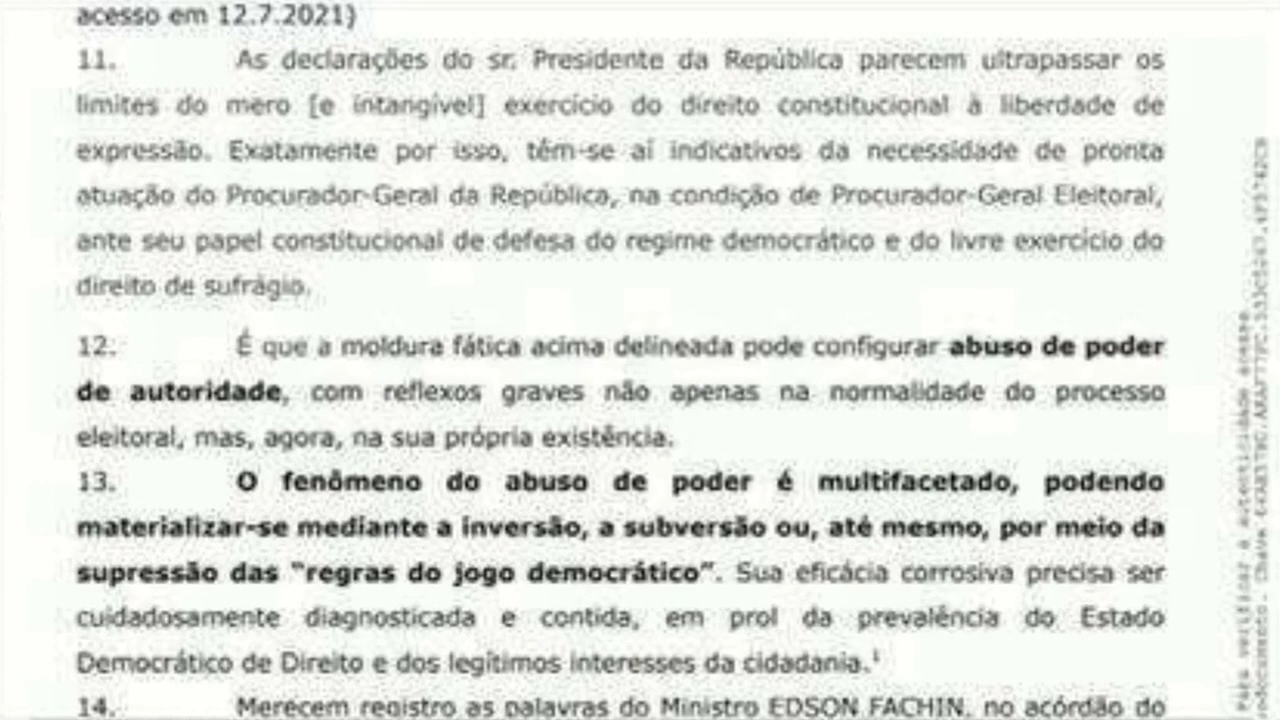 acesso em 12.7.2021)
11. As declarações do sr. Presidente da República parecem ultrapassar os
limites do mero [e intangível] exercício do direito constitucional à liberdade de
expressão. Exatamente por isso, têm-se aí indicativos da necessidade de pronta
atuação do Procurador-Geral da República, na condição de Procurador-Geral Eleitoral,
ante seu papel constitucional de defesa do regime democrático e do livre exercício do
direito de sufrágio.
12. É que a moldura fática acima delineada pode configurar abuso de poder
de autoridade, com reflexos graves não apenas na normalidade do processo
eleitoral, mas, agora, na sua própria existência.
13. O fenômeno do abuso de poder é multifacetado, podendo
materializar-se mediante a inversão, a subversão ou, até mesmo, por meio da
supressão das "regras do jogo democrático". Sua eficácia corrosiva precisa ser
cuidadosamente diagnosticada e contida, em prol da prevalência do Estado
Democrático de Direito e dos legítimos interesses da cidadania.¹
14. Merecem registro as palavras do Ministro EDSON FACHIN, no acórdão do
Para verificar a autenticidade
documento. Chave